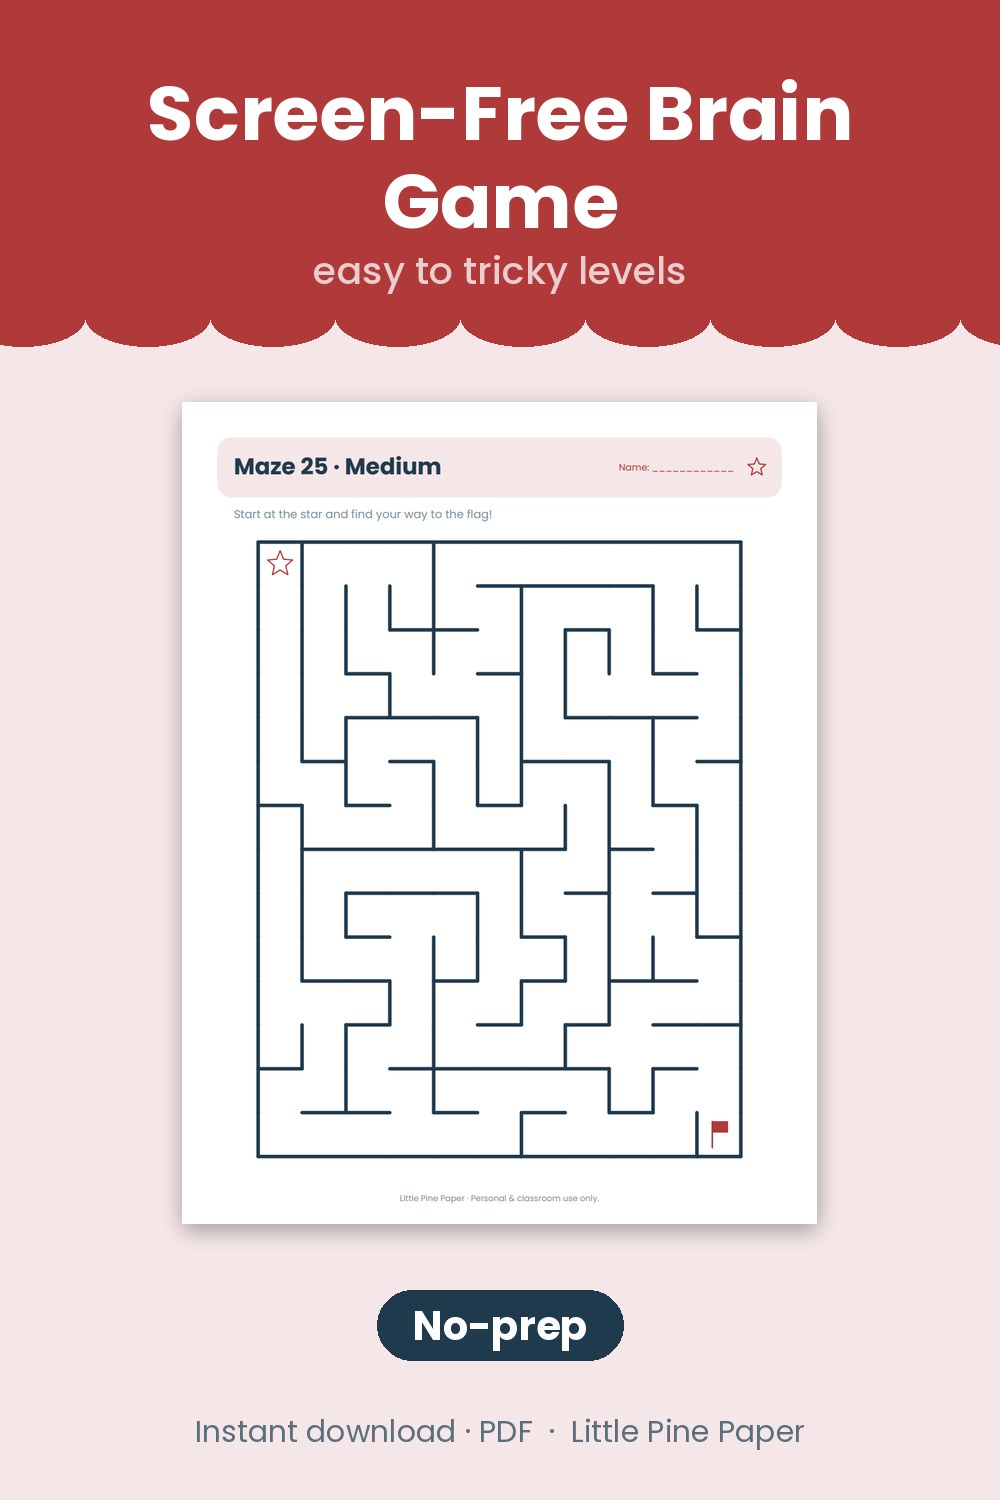 Screen-Free Brain
Game
easy to tricky levels
Maze 25 · Medium
Name: ____________
Start at the star and find your way to the flag!
Little Pine Paper · Personal & classroom use only.
No-prep
Instant download · PDF · Little Pine Paper